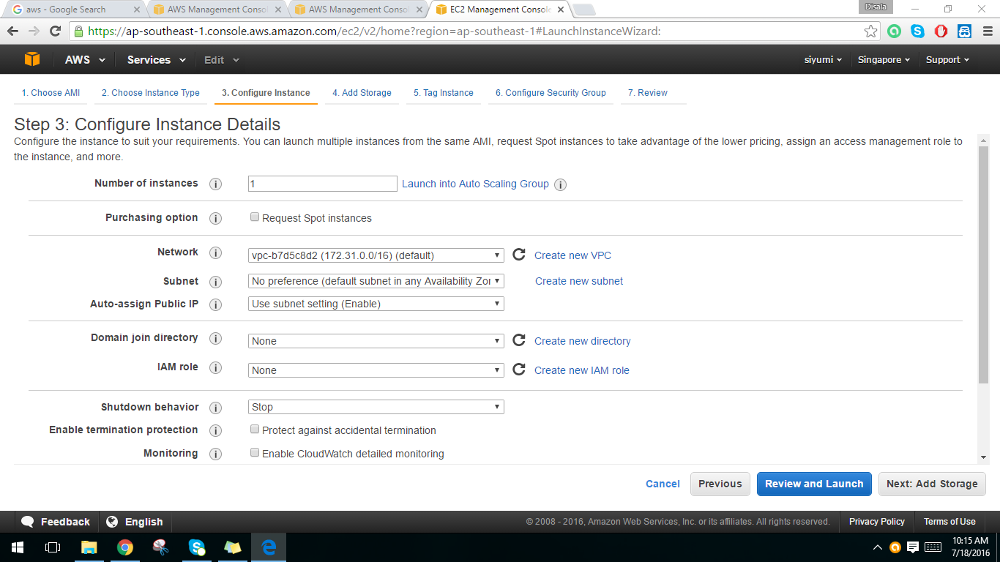 aws - Google Search
AWS Management Consol
AWS Management Consol
EC2 Management Console
Disala
https://ap-southeast-1.console.aws.amazon.com/ec2/v2/home?region=ap-southeast-1#LaunchInstanceWizard:
AWS
Services
Edit
siyumi
Singapore
Support
1. Choose AMI
2. Choose Instance Type
3. Configure Instance
4. Add Storage
5. Tag Instance
6. Configure Security Group
7. Review
Step 3: Configure Instance Details
Configure the instance to suit your requirements. You can launch multiple instances from the same AMI, request Spot instances to take advantage of the lower pricing, assign an access management role to
the instance, and more.
Number of instances
1
Launch into Auto Scaling Group
Purchasing option
Request Spot instances
Network
vpc-b7d5c8d2 (172.31.0.0/16) (default)
Create new VPC
Subnet
No preference (default subnet in any Availability Zor
Create new subnet
Auto-assign Public IP
Use subnet setting (Enable)
Domain join directory
None
Create new directory
IAM role
None
Create new IAM role
Shutdown behavior
Stop
Enable termination protection
Protect against accidental termination
Monitoring
Enable CloudWatch detailed monitoring
Cancel
Previous
Review and Launch
Next: Add Storage
Feedback
English
© 2008 - 2016, Amazon Web Services, Inc. or its affiliates. All rights reserved.
Privacy Policy
Terms of Use
10:15 AM
7/18/2016